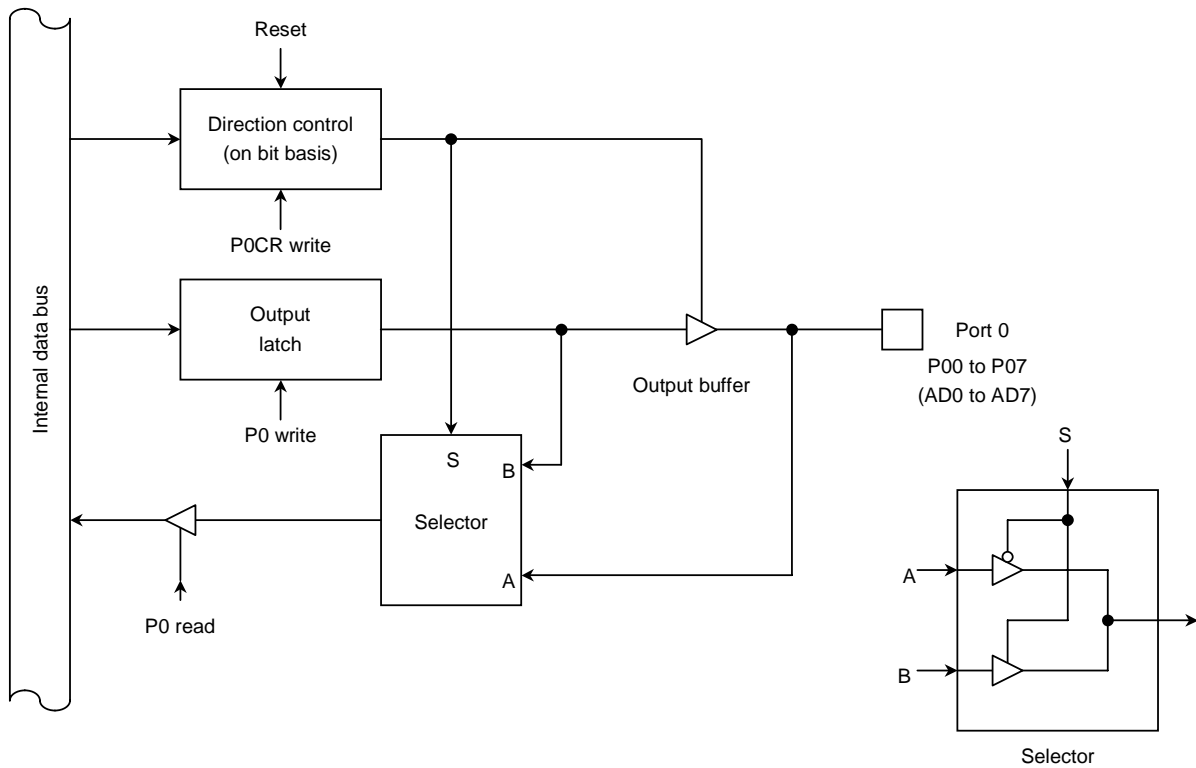 Reset
Direction control
(on bit basis)
P0CR write
Internal data bus
Output
latch
P0 write
Output buffer
Port 0
P00 to P07
(AD0 to AD7)
S
B
Selector
A
P0 read
S
A
B
Selector